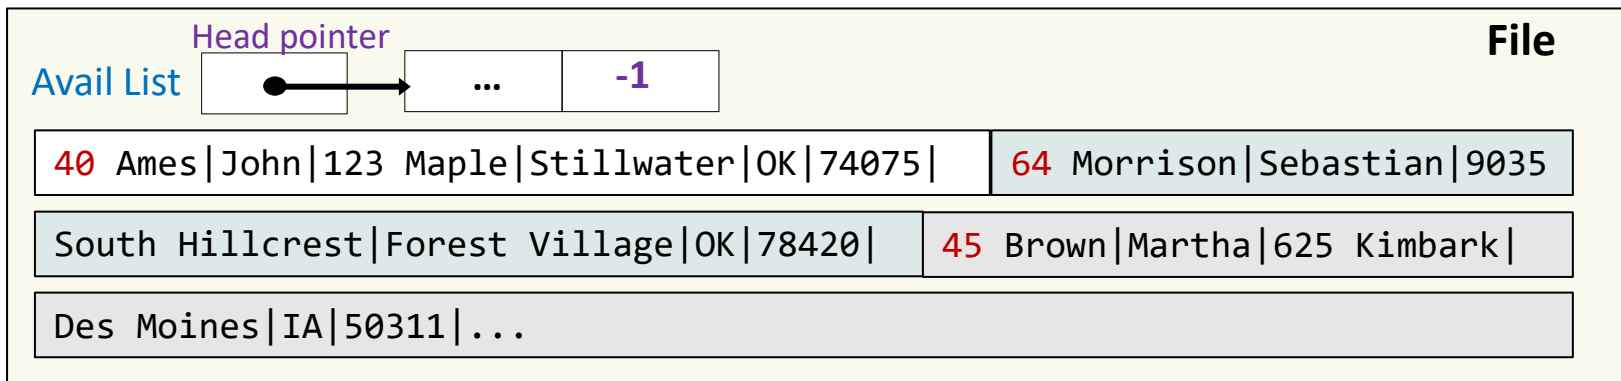 Head pointer
File
Avail List
... -1
40 Ames|John|123 Maple|Stillwater|OK|74075| 64 Morrison|Sebastian|9035
South Hillcrest|Forest Village|OK|78420| 45 Brown|Martha|625 Kimbark|
Des Moines|IA|50311|...